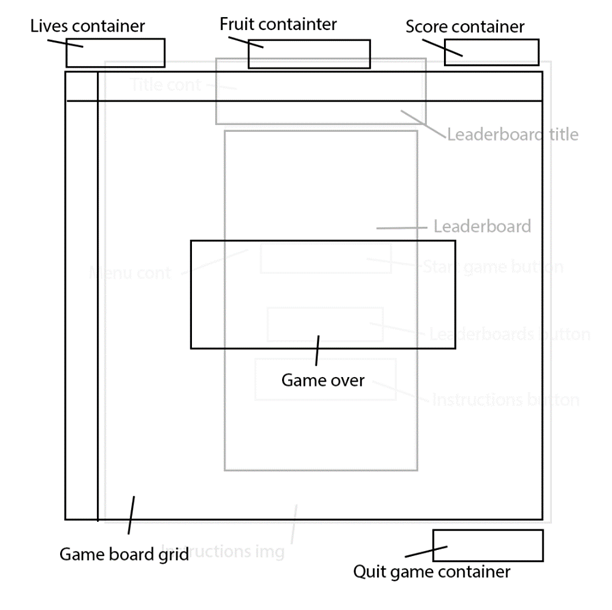 Lives container
Fruit containter
Score container
Title cont
Leaderboard title
Leaderboard
Menu cont
Start game button
Leaderboards button
Game over
Instructions button
Game board grid
Instructions img
Quit game container